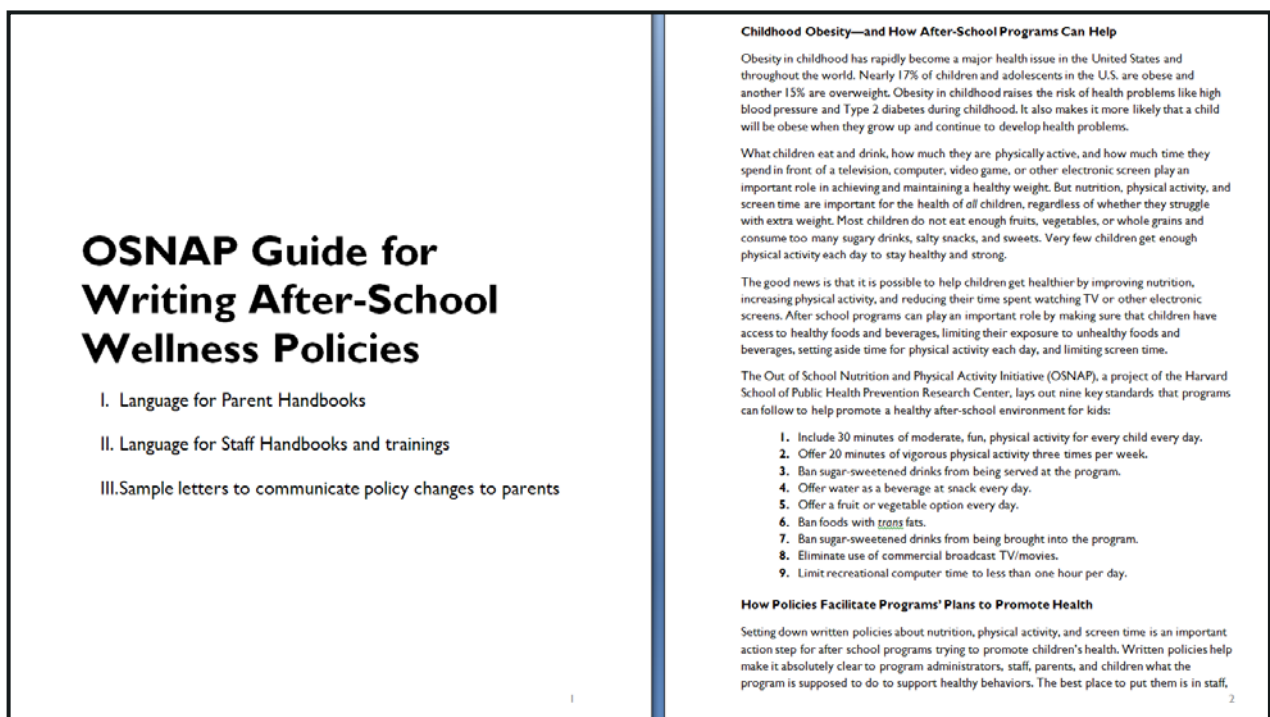 OSNAP Guide for
Writing After-School
Wellness Policies
I. Language for Parent Handbooks
II. Language for Staff Handbooks and trainings
III.Sample letters to communicate policy changes to parents
1
Childhood Obesity—and How After-School Programs Can Help
Obesity in childhood has rapidly become a major health issue in the United States and
throughout the world. Nearly 17% of children and adolescents in the U.S. are obese and
another 15% are overweight. Obesity in childhood raises the risk of health problems like high
blood pressure and Type 2 diabetes during childhood. It also makes it more likely that a child
will be obese when they grow up and continue to develop health problems.
What children eat and drink, how much they are physically active, and how much time they
spend in front of a television, computer, video game, or other electronic screen play an
important role in achieving and maintaining a healthy weight. But nutrition, physical activity, and
screen time are important for the health of all children, regardless of whether they struggle
with extra weight. Most children do not eat enough fruits, vegetables, or whole grains and
consume too many sugary drinks, salty snacks, and sweets. Very few children get enough
physical activity each day to stay healthy and strong.
The good news is that it is possible to help children get healthier by improving nutrition,
increasing physical activity, and reducing their time spent watching TV or other electronic
screens. After school programs can play an important role by making sure that children have
access to healthy foods and beverages, limiting their exposure to unhealthy foods and
beverages, setting aside time for physical activity each day, and limiting screen time.
The Out of School Nutrition and Physical Activity Initiative (OSNAP), a project of the Harvard
School of Public Health Prevention Research Center, lays out nine key standards that programs
can follow to help promote a healthy after-school environment for kids:
1. Include 30 minutes of moderate, fun, physical activity for every child every day.
2. Offer 20 minutes of vigorous physical activity three times per week.
3. Ban sugar-sweetened drinks from being served at the program.
4. Offer water as a beverage at snack every day.
5. Offer a fruit or vegetable option every day.
6. Ban foods with trans fats.
7. Ban sugar-sweetened drinks from being brought into the program.
8. Eliminate use of commercial broadcast TV/movies.
9. Limit recreational computer time to less than one hour per day.
How Policies Facilitate Programs' Plans to Promote Health
Setting down written policies about nutrition, physical activity, and screen time is an important
action step for after school programs trying to promote children's health. Written policies help
make it absolutely clear to program administrators, staff, parents, and children what the
program is supposed to do to support healthy behaviors. The best place to put them is in staff,
2